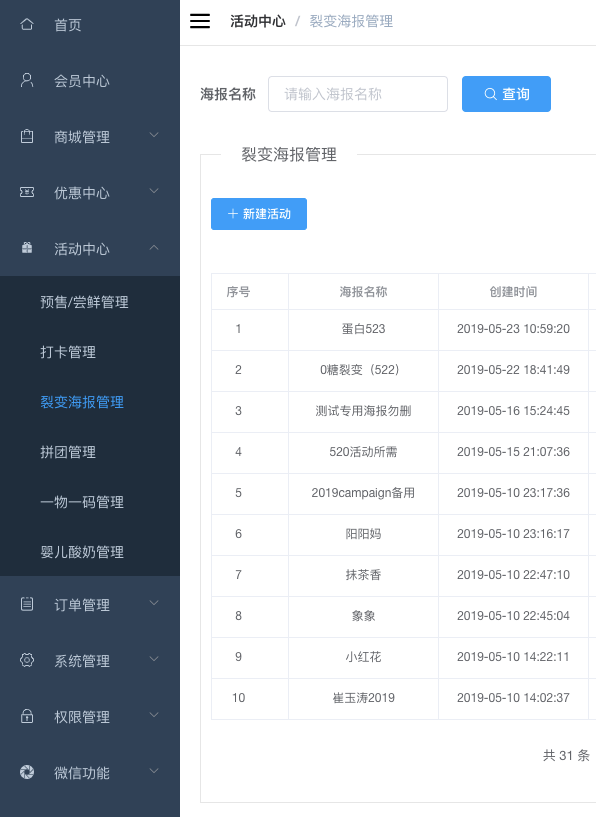 首页
会员中心
商城管理
优惠中心
活动中心
预售/尝鲜管理
打卡管理
裂变海报管理
拼团管理
一物一码管理
婴儿酸奶管理
订单管理
系统管理
权限管理
微信功能
活动中心 / 裂变海报管理
海报名称 请输入海报名称 查询
裂变海报管理
新建活动
序号 海报名称 创建时间
1 蛋白523 2019-05-23 10:59:20
2 0糖裂变（522） 2019-05-22 18:41:49
3 测试专用海报勿删 2019-05-16 15:24:45
4 520活动所需 2019-05-15 21:07:36
5 2019campaign备用 2019-05-10 23:17:36
6 阳阳妈 2019-05-10 23:16:17
7 抹茶香 2019-05-10 22:47:10
8 象象 2019-05-10 22:45:04
9 小红花 2019-05-10 14:22:11
10 崔玉涛2019 2019-05-10 14:02:37
共 31 条